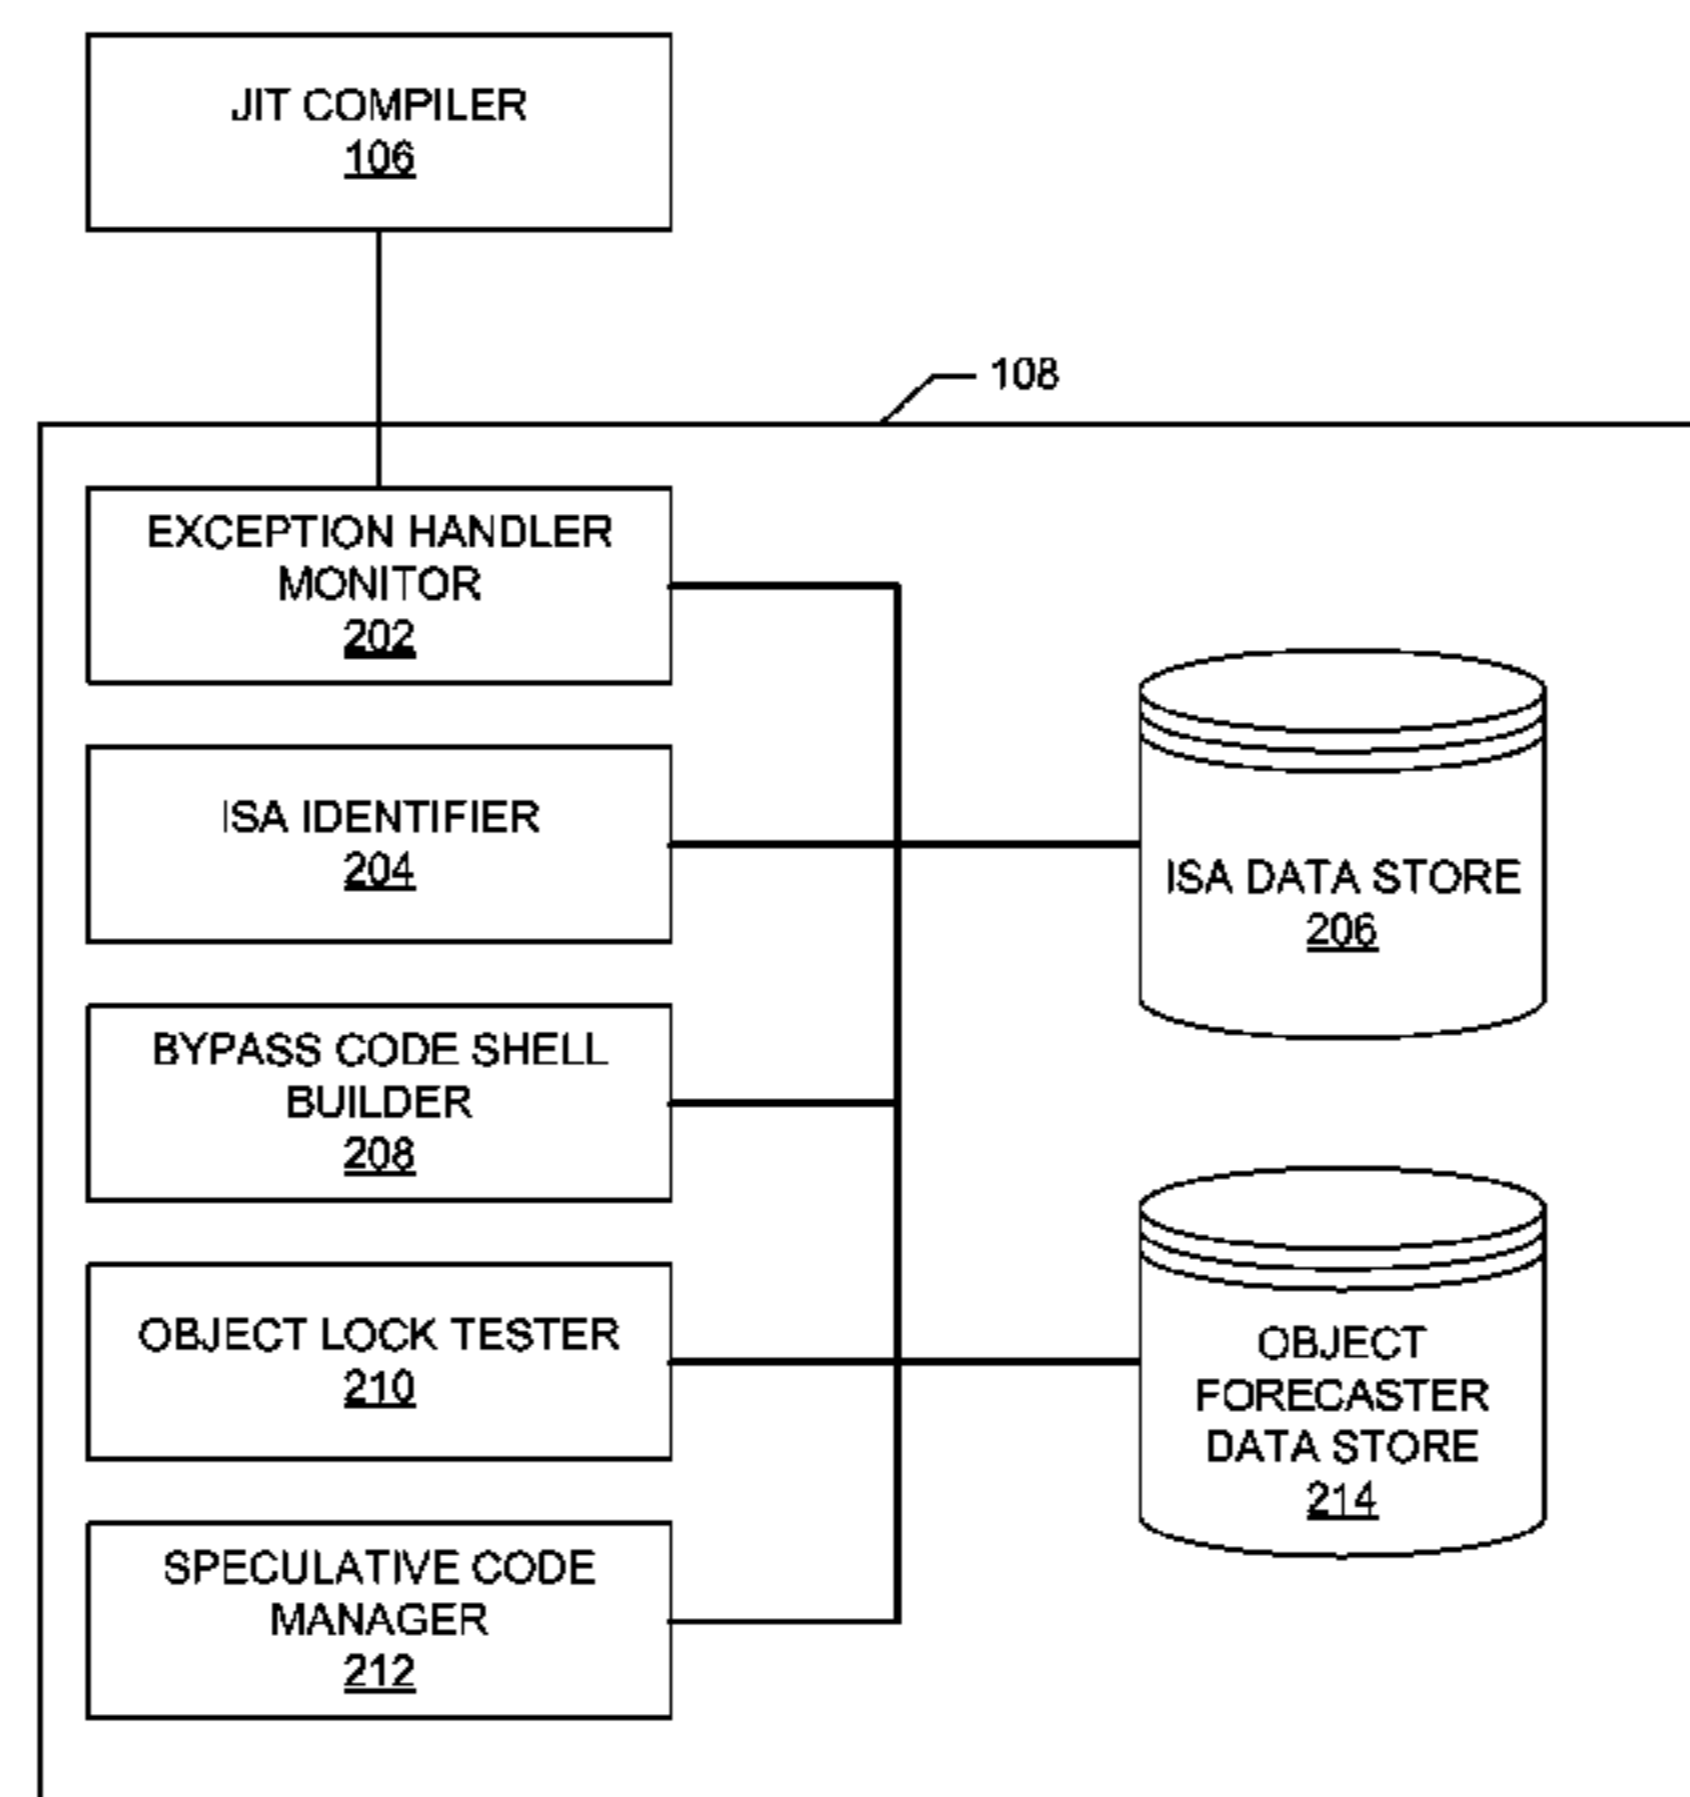 JIT COMPILER
106
108
EXCEPTION HANDLER
MONITOR
202
ISA IDENTIFIER
204
ISA DATA STORE
206
BYPASS CODE SHELL
BUILDER
208
OBJECT LOCK TESTER
210
OBJECT
FORECASTER
DATA STORE
214
SPECULATIVE CODE
MANAGER
212